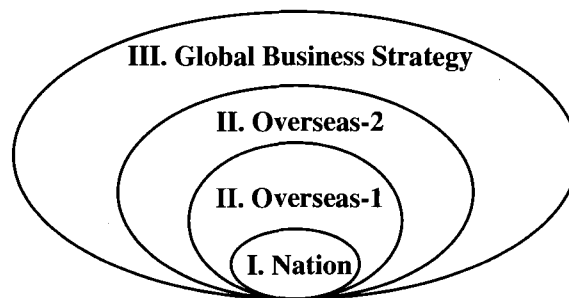 III. Global Business Strategy
II. Overseas-2
II. Overseas-1
I. Nation